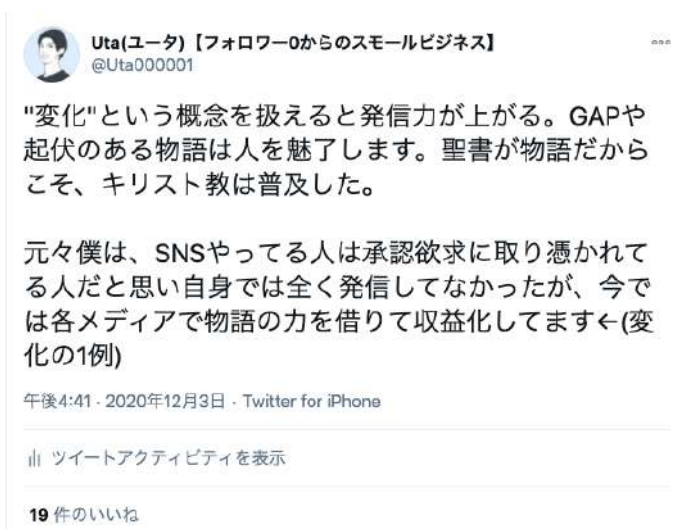 Uta(ユータ)【フォロワー0からのスモールビジネス】
@Uta000001
"変化"という概念を扱えると発信力が上がる。GAPや
起伏のある物語は人を魅了します。聖書が物語だから
こそ、キリスト教は普及した。
元々僕は、SNSやってる人は承認欲求に取り憑かれて
る人だと思い自身では全く発信してなかったが、今で
は各メディアで物語の力を借りて収益化してます←(変
化の1例)
午後4:41 · 2020年12月3日 · Twitter for iPhone
ツイートアクティビティを表示
19 件のいいね